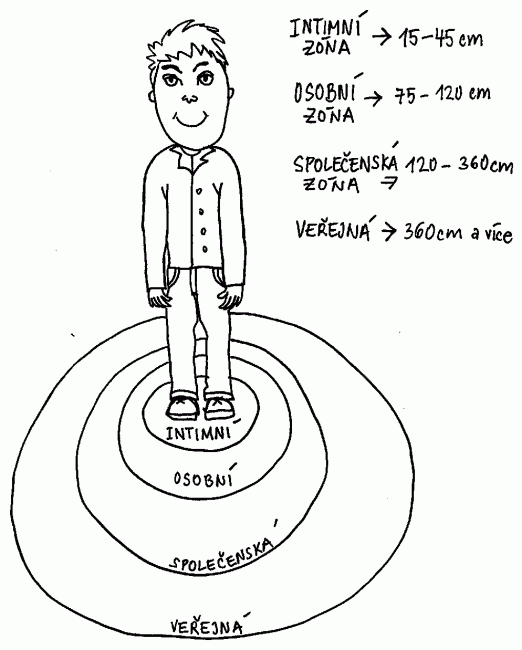 INTIMNÍ
ZÓNA → 15-45 cm
OSOBNÍ
ZÓNA → 75-120 cm
SPOLEČENSKÁ 120-360cm
ZÓNA →
VEŘEJNÁ → 360cm a více
INTIMNÍ
OSOBNÍ
SPOLEČENSKÁ
VEŘEJNÁ